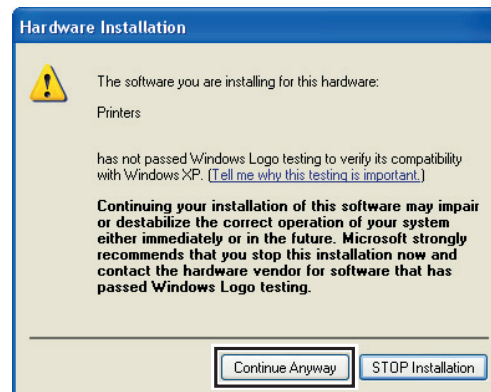 Hardware Installation
The software you are installing for this hardware:
Printers
has not passed Windows Logo testing to verify its compatibility
with Windows XP. (Tell me why this testing is important.)
Continuing your installation of this software may impair
or destabilize the correct operation of your system
either immediately or in the future. Microsoft strongly
recommends that you stop this installation now and
contact the hardware vendor for software that has
passed Windows Logo testing.
Continue Anyway STOP Installation